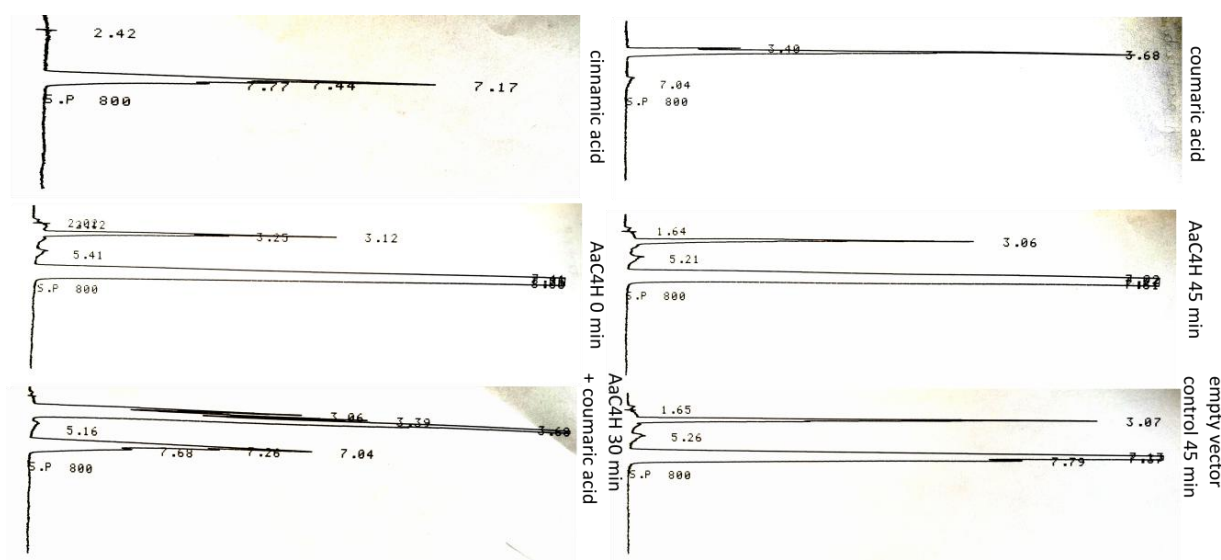 2.42
7.77 7.44 7.17
S.P 800
cinnamic acid
3.40
3.68
7.04
S.P 800
coumaric acid
3.25 3.12
5.41
S.P 800
AaC4H 0 min
1.64
3.06
5.21
S.P 800
AaC4H 45 min
3.06
3.39
3.68
5.16
7.68 7.26 7.04
S.P 800
AaC4H 30 min
+ coumaric acid
1.65
3.07
5.26
7.79
S.P 800
empty vector
control 45 min